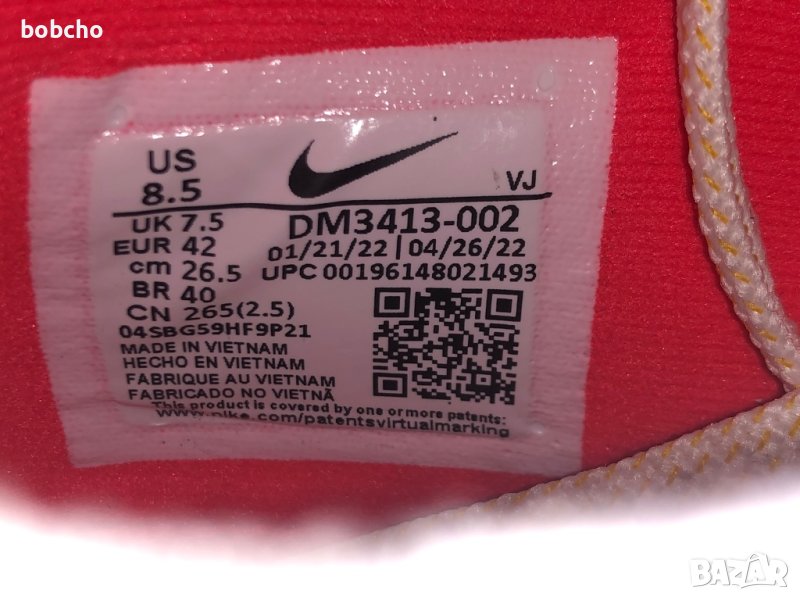 bobcho
US
8.5
VJ
UK 7.5
DM3413-002
EUR 42
01/21/22 | 04/26/22
cm 26.5
UPC 00196148021493
BR 40
CN 265(2.5)
04SBG59HF9P21
MADE IN VIETNAM
HECHO EN VIETNAM
FABRIQUE AU VIETNAM
FABRICADO NO VIETNÃ
This product is covered by one or more patents:
www.nike.com/patentsvirtualmarking
BAZAR